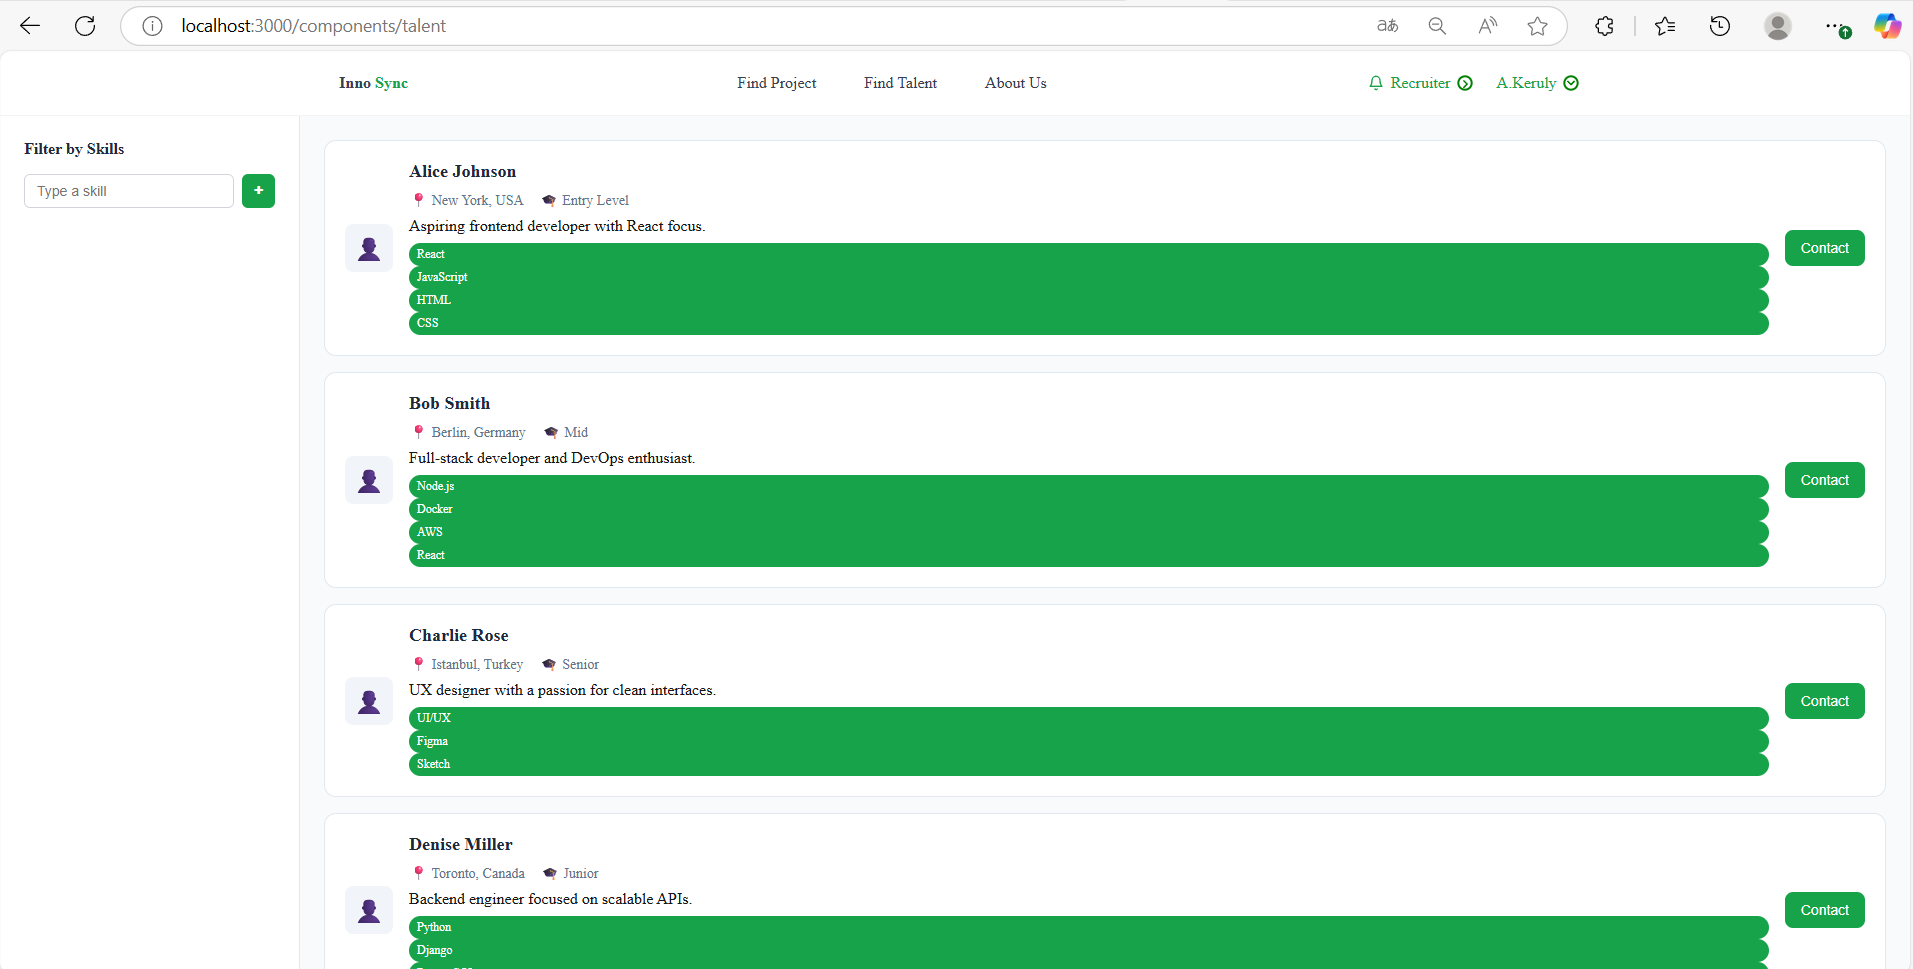 localhost:3000/components/talent
Inno Sync
Find Project
Find Talent
About Us
Recruiter
A.Keruly
Filter by Skills
Type a skill
+
Alice Johnson
New York, USA Entry Level
Aspiring frontend developer with React focus.
React
JavaScript
HTML
CSS
Contact
Bob Smith
Berlin, Germany Mid
Full-stack developer and DevOps enthusiast.
Node.js
Docker
AWS
React
Contact
Charlie Rose
Istanbul, Turkey Senior
UX designer with a passion for clean interfaces.
UI/UX
Figma
Sketch
Contact
Denise Miller
Toronto, Canada Junior
Backend engineer focused on scalable APIs.
Python
Django
Contact